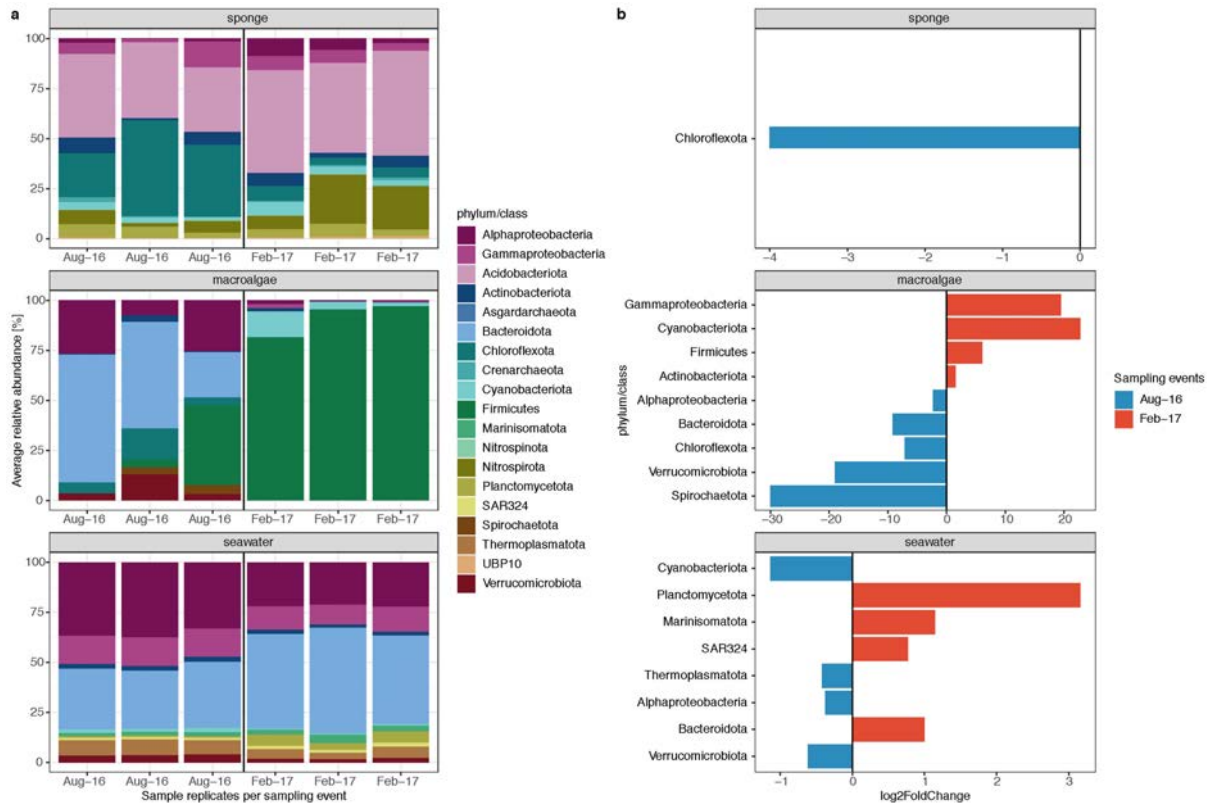 a
sponge
100
75
50
25
0
Aug-16 Aug-16 Aug-16 Feb-17 Feb-17 Feb-17
macroalgae
100
75
50
25
0
Aug-16 Aug-16 Aug-16 Feb-17 Feb-17 Feb-17
seawater
100
75
50
25
0
Aug-16 Aug-16 Aug-16 Feb-17 Feb-17 Feb-17
Average relative abundance [%]
Sample replicates per sampling event
phylum/class
Alphaproteobacteria
Gammaproteobacteria
Acidobacteriota
Actinobacteriota
Asgardarchaeota
Bacteroidota
Chloroflexota
Crenarchaeota
Cyanobacteriota
Firmicutes
Marinisomatota
Nitrospinota
Nitrospirota
Planctomycetota
SAR324
Spirochaetota
Thermoplasmatota
UBP10
Verrucomicrobiota
b
sponge
Chloroflexota
-4 -3 -2 -1 0
macroalgae
Gammaproteobacteria
Cyanobacteriota
Firmicutes
Actinobacteriota
Alphaproteobacteria
Bacteroidota
Chloroflexota
Verrucomicrobiota
Spirochaetota
-30 -20 -10 0 10 20
seawater
Cyanobacteriota
Planctomycetota
Marinisomatota
SAR324
Thermoplasmatota
Alphaproteobacteria
Bacteroidota
Verrucomicrobiota
-1 0 1 2 3
phylum/class
log2FoldChange
Sampling events
Aug-16
Feb-17